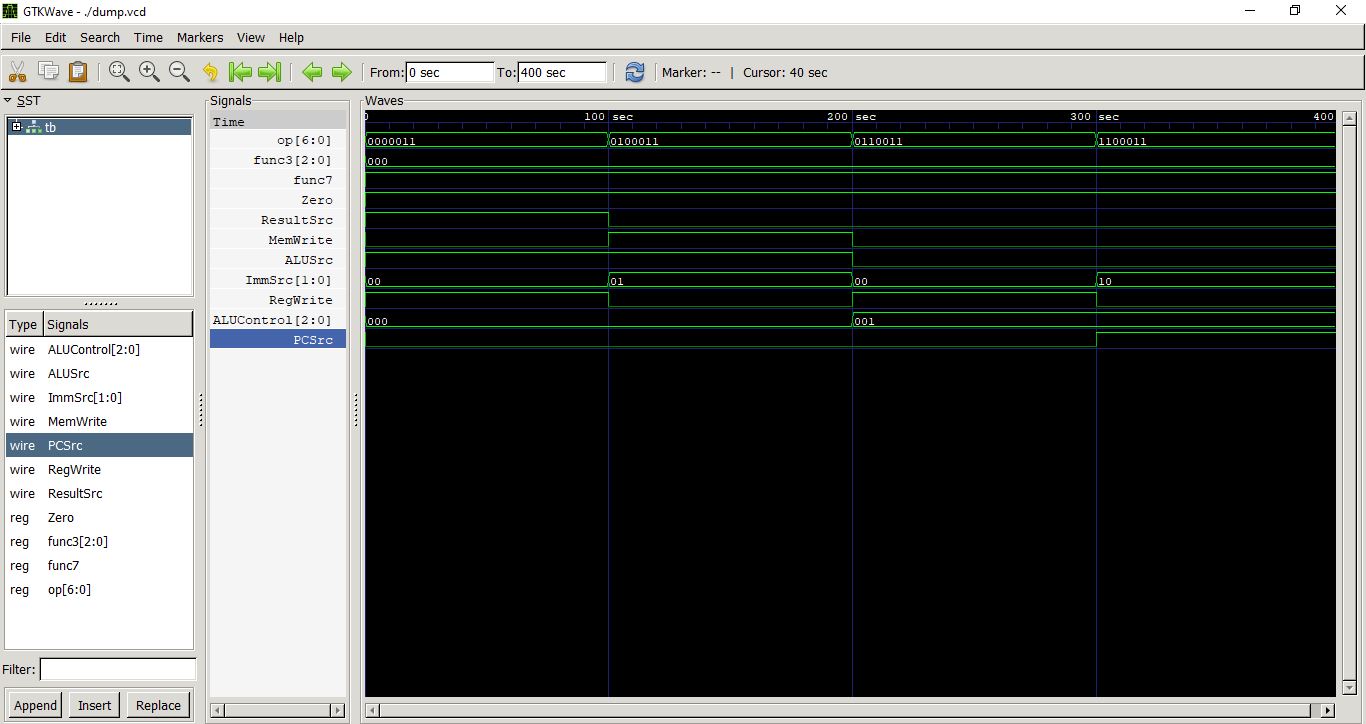 GTKWave - ./dump.vcd
File Edit Search Time Markers View Help
From: 0 sec To: 400 sec Marker: -- | Cursor: 40 sec
SST
tb
Type Signals
wire ALUControl[2:0]
wire ALUSrc
wire ImmSrc[1:0]
wire MemWrite
wire PCSrc
wire RegWrite
wire ResultSrc
reg Zero
reg func3[2:0]
reg func7
reg op[6:0]
Filter:
Append Insert Replace
Signals
Time
op[6:0]
func3[2:0]
func7
Zero
ResultSrc
MemWrite
ALUSrc
ImmSrc[1:0]
RegWrite
ALUControl[2:0]
PCSrc
Waves
0 100 sec 200 sec 300 sec 400
0000011 0100011 0110011 1100011
000
00 01 00 10
000 001